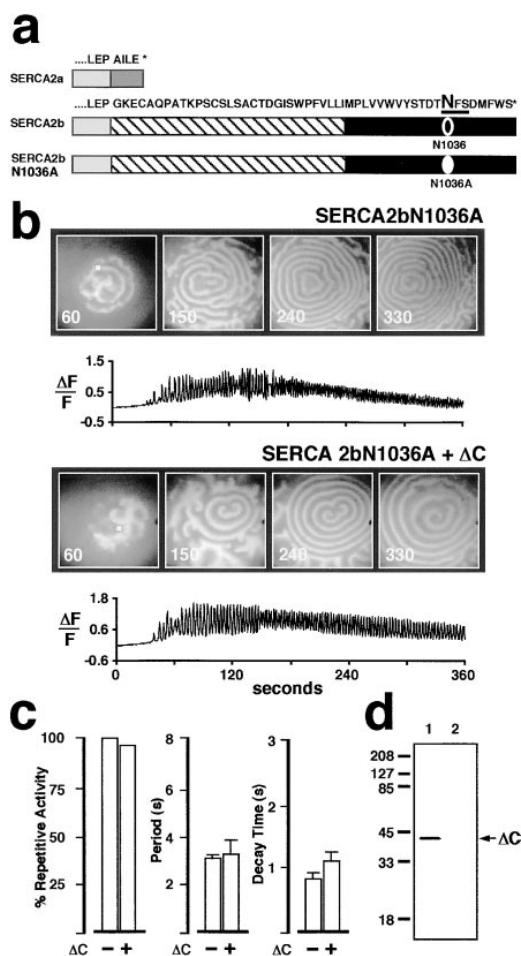 a
....LEP AILE *
SERCA2a
....LEP GKECAQPATKPSCSLSACTDGISWPFVLLIMPLVVWVYSTDTNFSDMFWS*
SERCA2b
N1036
SERCA2b
N1036A
N1036A
b
SERCA2bN1036A
60 150 240 330
1.5
ΔF
F
0.5
-0.5
SERCA 2bN1036A + ΔC
60 150 240 330
1.8
ΔF
F
0.6
-0.6
0 120 240 360
seconds
c
% Repetitive Activity
100
75
50
25
ΔC − +
Period (s)
8
6
4
2
ΔC − +
Decay Time (s)
3
2
1
ΔC − +
d
1 2
208
127
85
45
ΔC
33
18